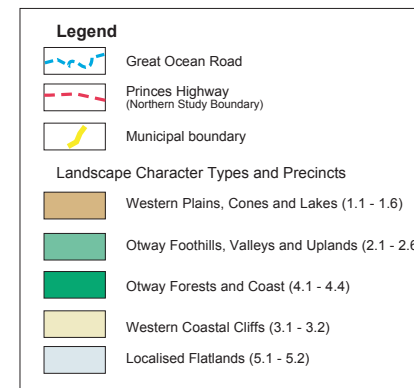 Legend
Great Ocean Road
Princes Highway
(Northern Study Boundary)
Municipal boundary
Landscape Character Types and Precincts
Western Plains, Cones and Lakes (1.1 - 1.6)
Otway Foothills, Valleys and Uplands (2.1 - 2.6
Otway Forests and Coast (4.1 - 4.4)
Western Coastal Cliffs (3.1 - 3.2)
Localised Flatlands (5.1 - 5.2)